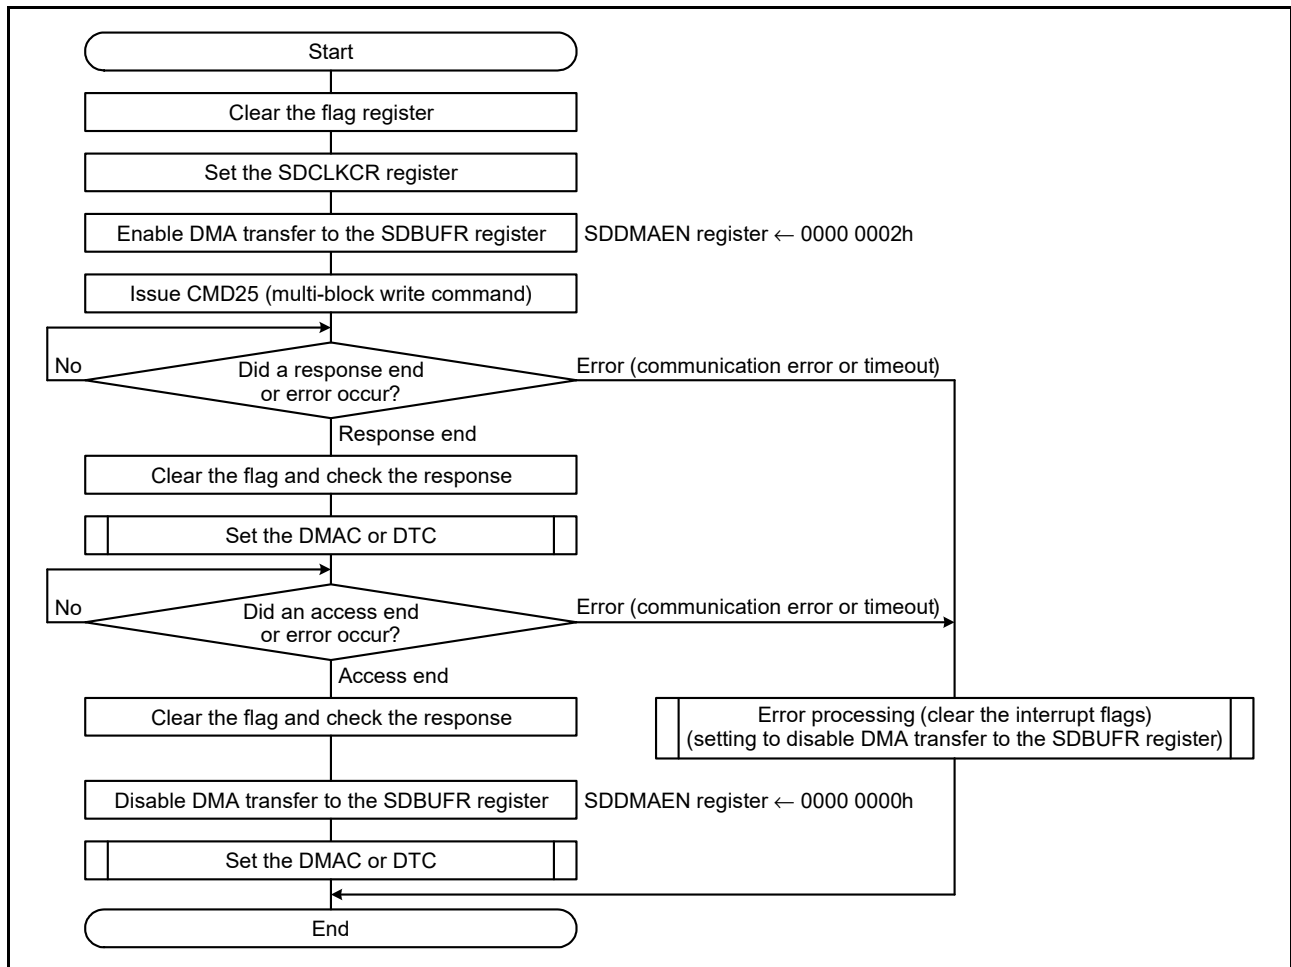 Start
Clear the flag register
Set the SDCLKCR register
Enable DMA transfer to the SDBUFR register
SDDMAEN register ← 0000 0002h
Issue CMD25 (multi-block write command)
No
Did a response end
or error occur?
Error (communication error or timeout)
Response end
Clear the flag and check the response
Set the DMAC or DTC
No
Did an access end
or error occur?
Error (communication error or timeout)
Access end
Clear the flag and check the response
Error processing (clear the interrupt flags)
(setting to disable DMA transfer to the SDBUFR register)
Disable DMA transfer to the SDBUFR register
SDDMAEN register ← 0000 0000h
Set the DMAC or DTC
End